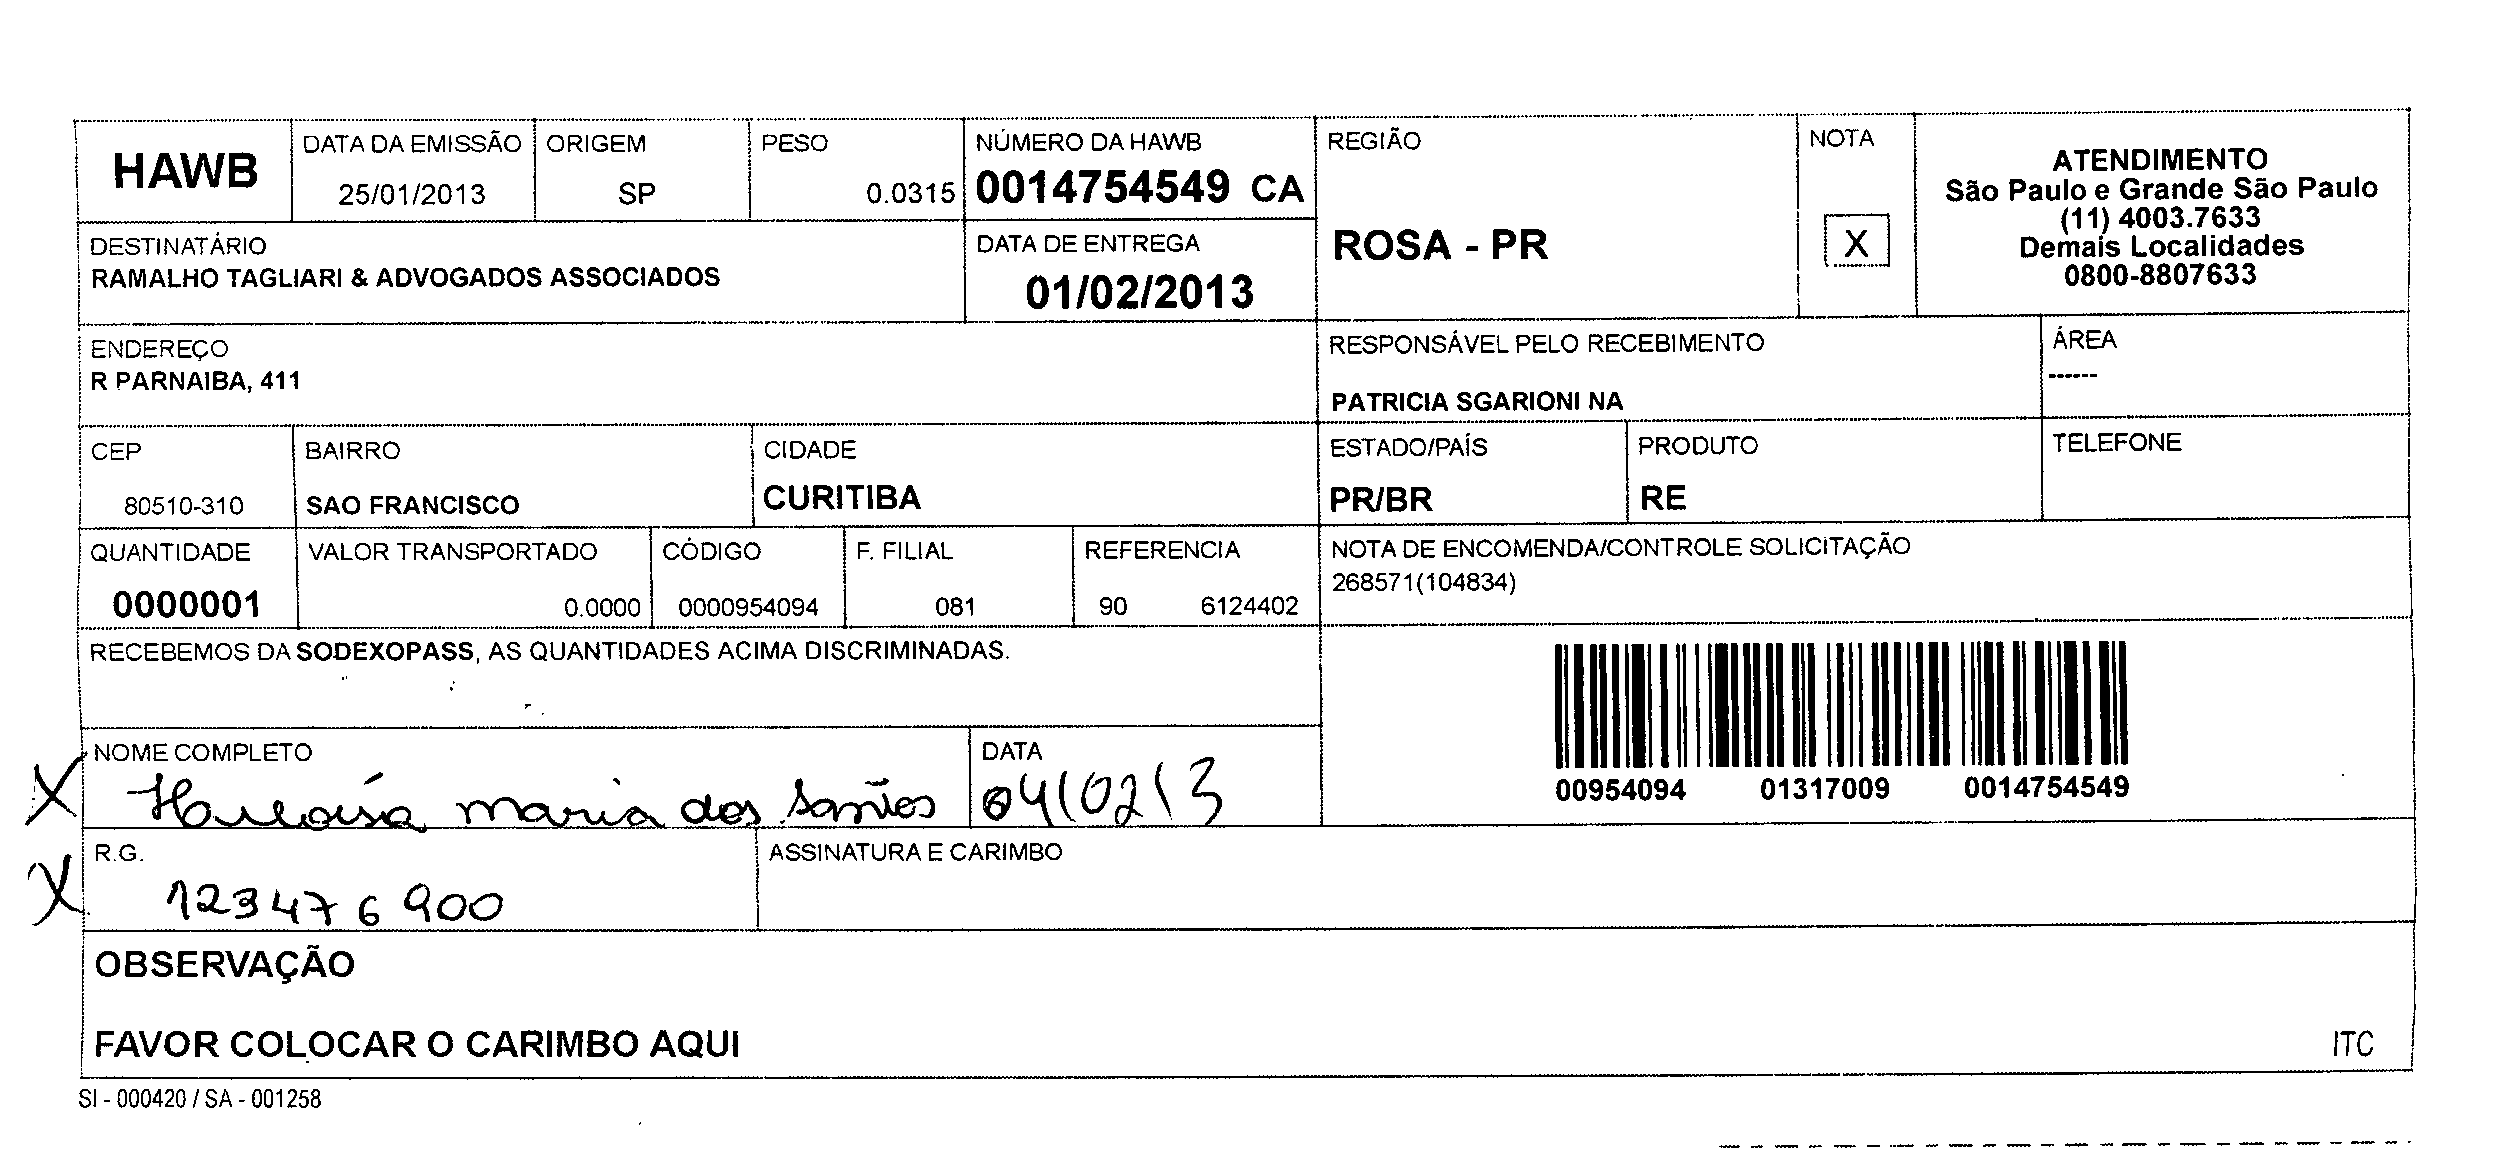 HAWB
DATA DA EMISSÃO
25/01/2013
ORIGEM
SP
PESO
0.0315
NÚMERO DA HAWB
0014754549 CA
REGIÃO
ROSA - PR
NOTA
X
ATENDIMENTO
São Paulo e Grande São Paulo
(11) 4003.7633
Demais Localidades
0800-8807633
DESTINATÁRIO
RAMALHO TAGLIARI & ADVOGADOS ASSOCIADOS
DATA DE ENTREGA
01/02/2013
ENDEREÇO
R PARNAIBA, 411
RESPONSÁVEL PELO RECEBIMENTO
PATRICIA SGARIONI NA
ÁREA
------
CEP
80510-310
BAIRRO
SAO FRANCISCO
CIDADE
CURITIBA
ESTADO/PAÍS
PR/BR
PRODUTO
RE
TELEFONE
QUANTIDADE
0000001
VALOR TRANSPORTADO
0.0000
CÓDIGO
0000954094
F. FILIAL
081
REFERENCIA
90 6124402
NOTA DE ENCOMENDA/CONTROLE SOLICITAÇÃO
268571(104834)
RECEBEMOS DA SODEXOPASS, AS QUANTIDADES ACIMA DISCRIMINADAS.
00954094 01317009 0014754549
NOME COMPLETO
X maria dos Santos
DATA
04/02/13
R.G.
X 123476900
ASSINATURA E CARIMBO
OBSERVAÇÃO
FAVOR COLOCAR O CARIMBO AQUI
ITC
SI - 000420 / SA - 001258